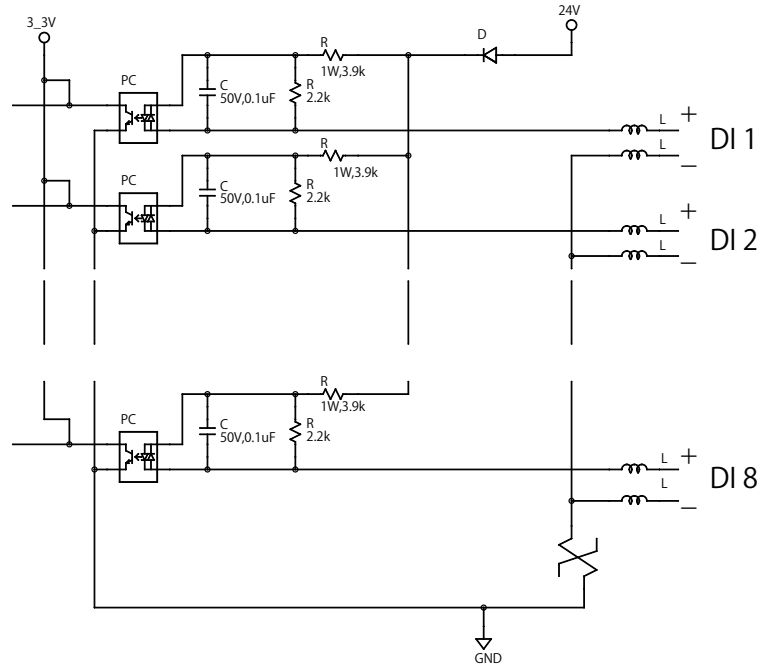 3_3V
24V
D
R
1W,3.9k
PC
C
50V,0.1uF
R
2.2k
L
+
L
−
DI 1
R
1W,3.9k
PC
C
50V,0.1uF
R
2.2k
L
+
L
−
DI 2
R
1W,3.9k
PC
C
50V,0.1uF
R
2.2k
L
+
L
−
DI 8
GND